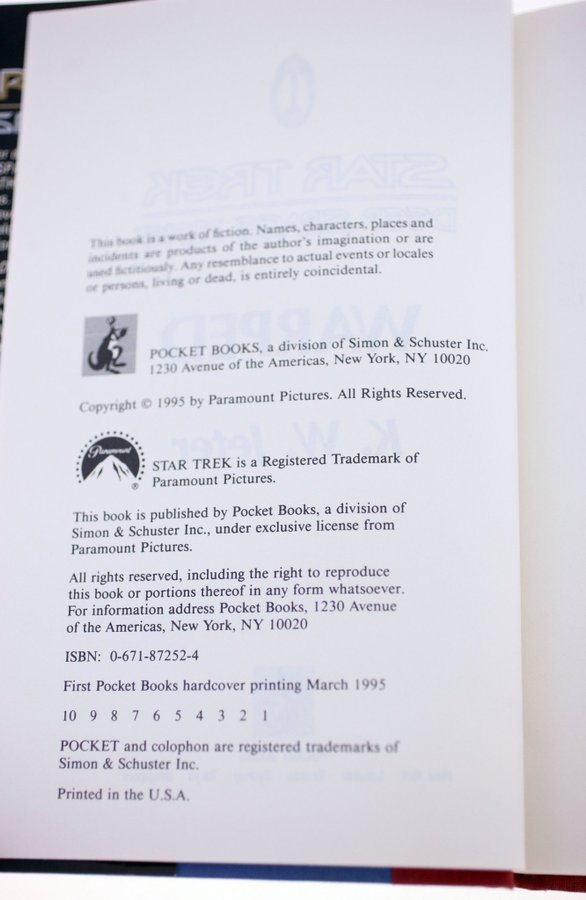 This book is a work of fiction. Names, characters, places and
incidents are products of the author's imagination or are
used fictitiously. Any resemblance to actual events or locales
or persons, living or dead, is entirely coincidental.
POCKET BOOKS, a division of Simon & Schuster Inc.
1230 Avenue of the Americas, New York, NY 10020
Copyright © 1995 by Paramount Pictures. All Rights Reserved.
Paramount
®
STAR TREK is a Registered Trademark of
Paramount Pictures.
This book is published by Pocket Books, a division of
Simon & Schuster Inc., under exclusive license from
Paramount Pictures.
All rights reserved, including the right to reproduce
this book or portions thereof in any form whatsoever.
For information address Pocket Books, 1230 Avenue
of the Americas, New York, NY 10020
ISBN: 0-671-87252-4
First Pocket Books hardcover printing March 1995
10 9 8 7 6 5 4 3 2 1
POCKET and colophon are registered trademarks of
Simon & Schuster Inc.
Printed in the U.S.A.